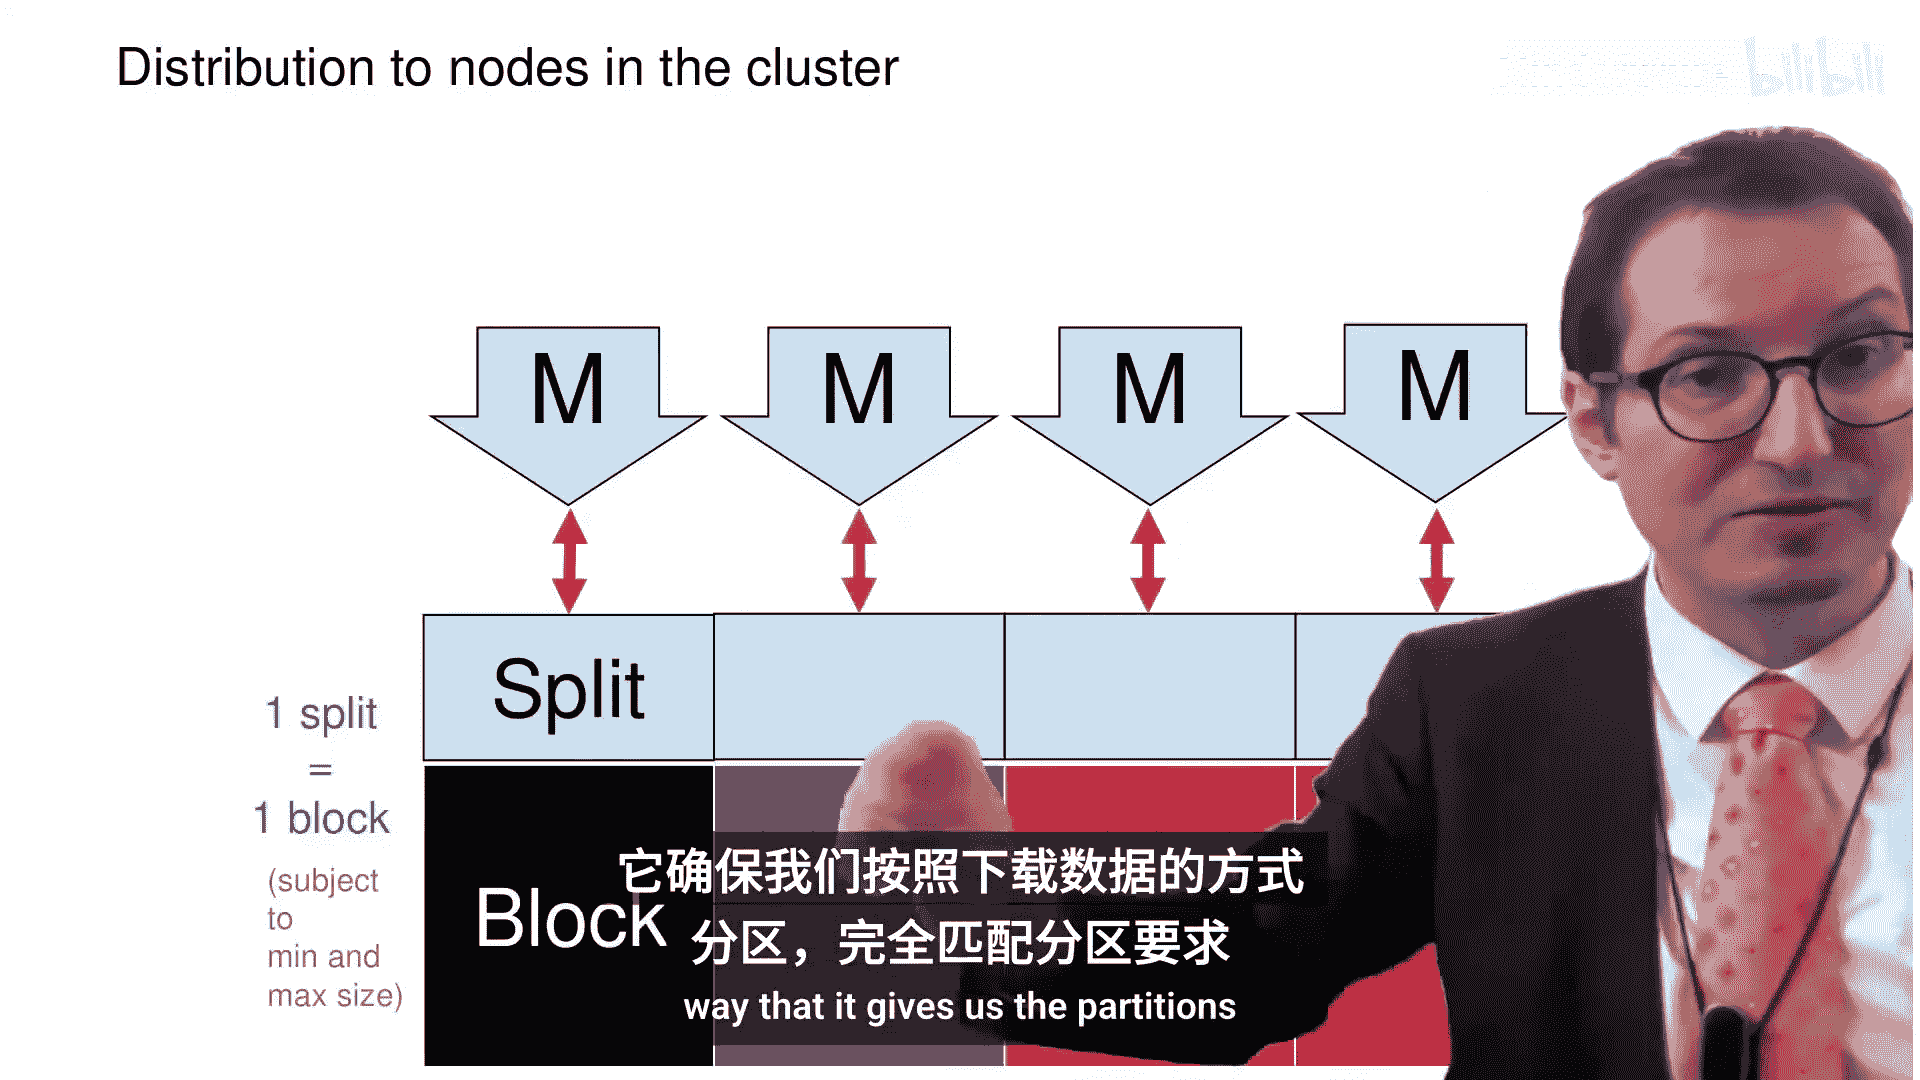 Distribution to nodes in the cluster
bilibili
M M M M
Split
1 split
=
1 block
(subject
to
min and
max size)
Block
它确保我们按照下载数据的方式
分区，完全匹配分区要求
way that it gives us the partitions